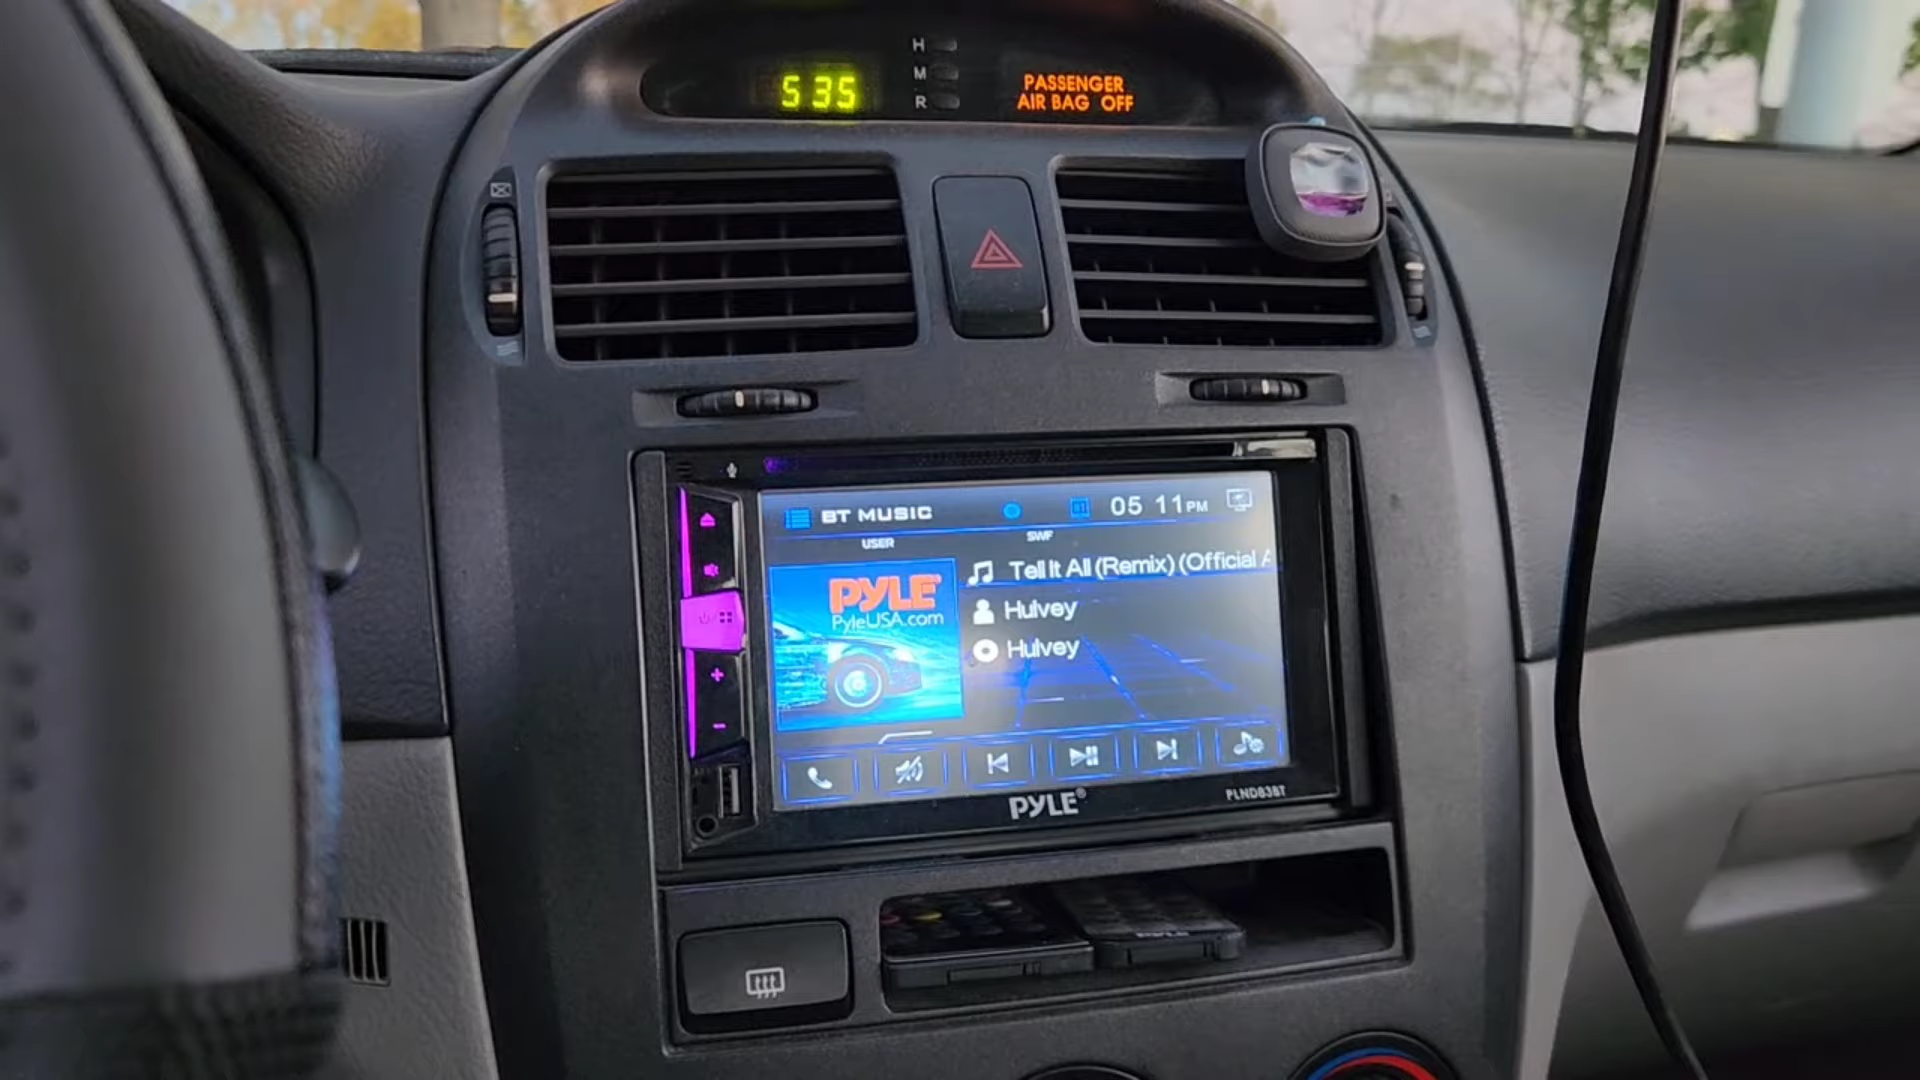 H
M
R
5 35
PASSENGER
AIR BAG OFF
BT MUSIC
BT
05 11PM
USER
SWF
PYLE®
PyleUSA.com
Tell It All (Remix) (Official A
Hulvey
Hulvey
PYLE®
PLND83BT